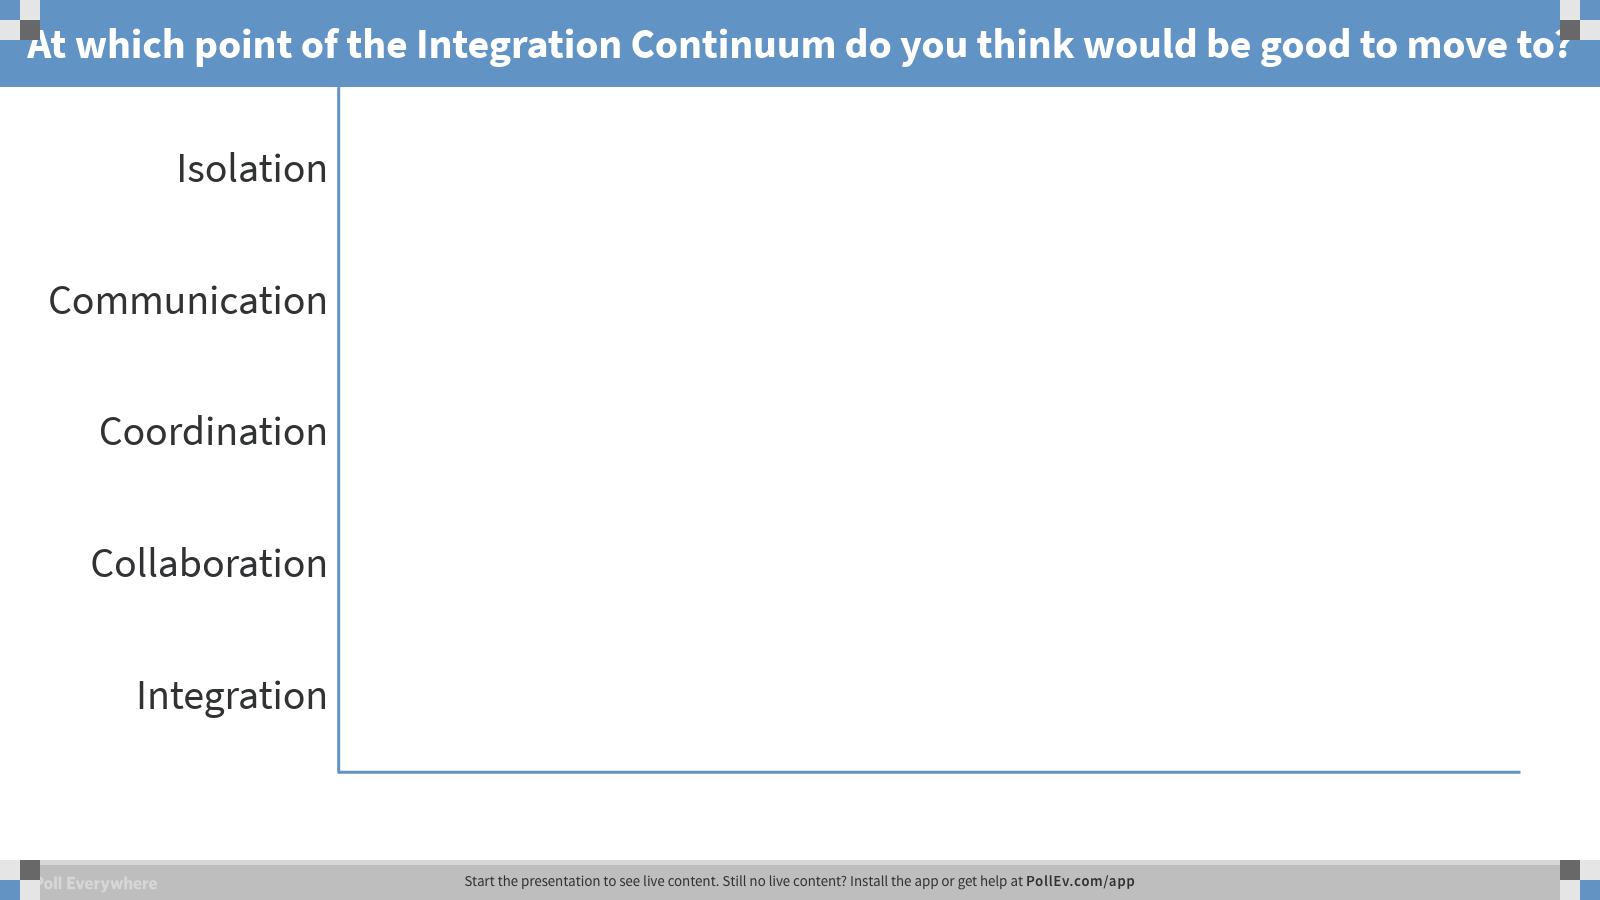 At which point of the Integration Continuum do you think would be good to move to?
Isolation
Communication
Coordination
Collaboration
Integration
Poll Everywhere
Start the presentation to see live content. Still no live content? Install the app or get help at PollEv.com/app